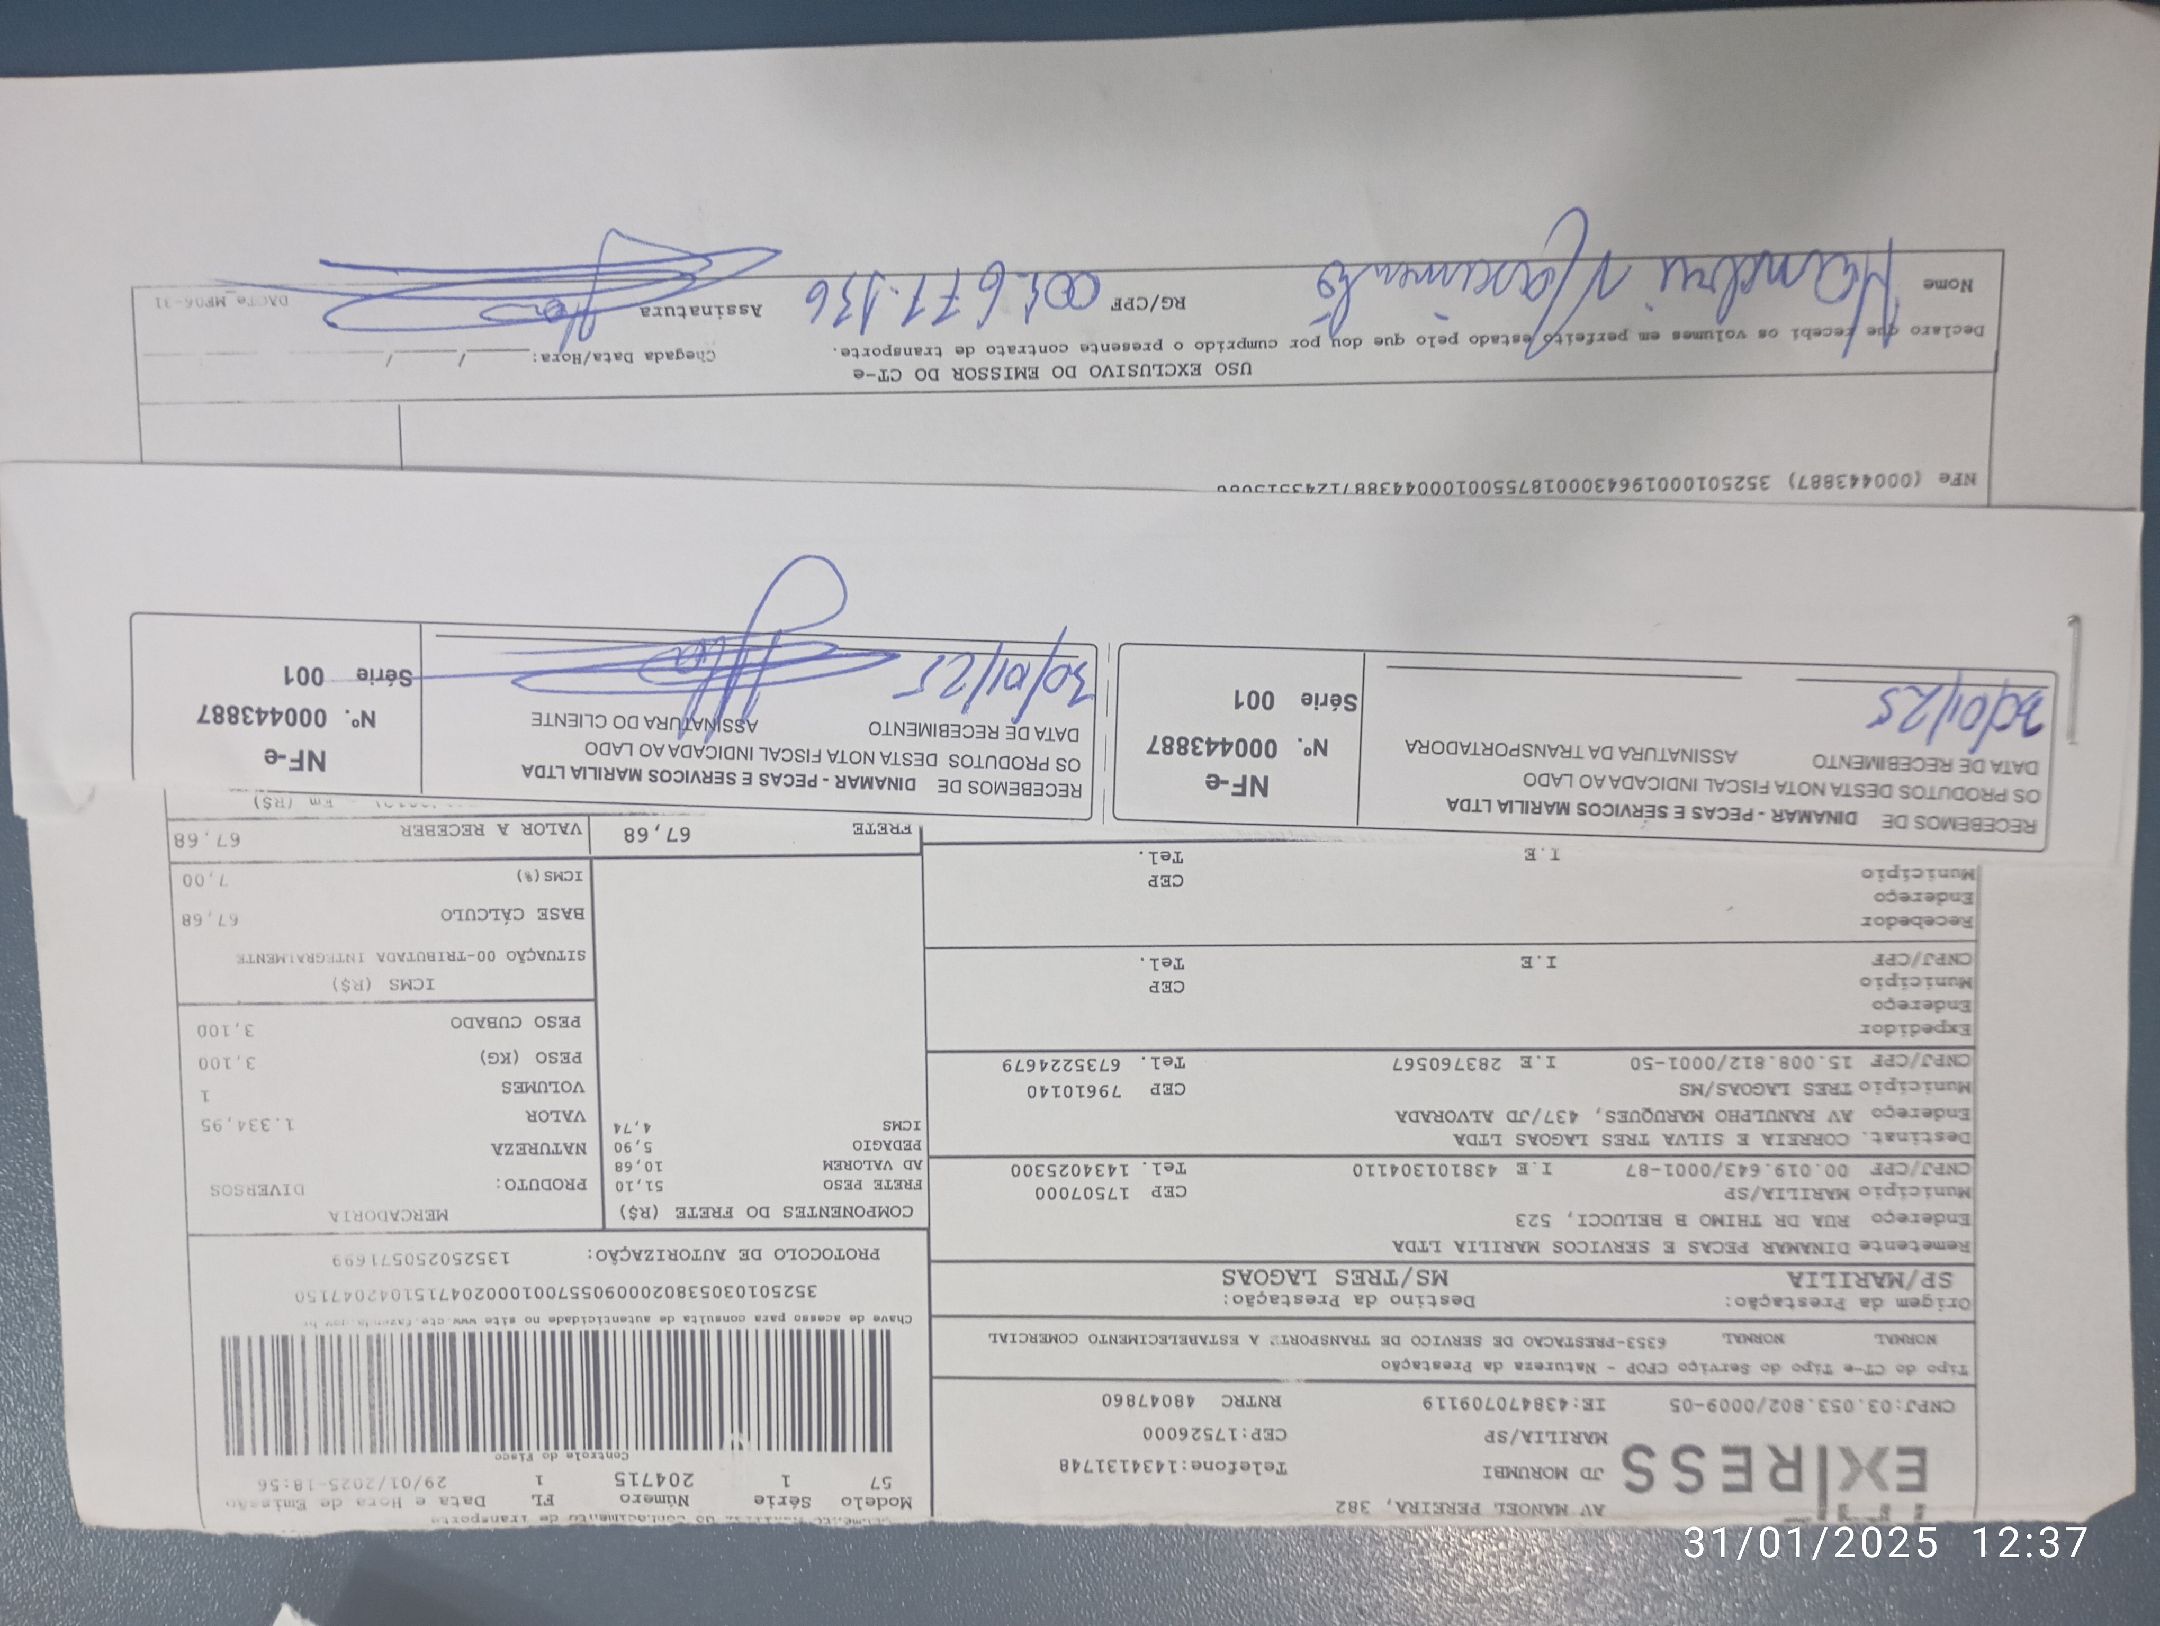 EXPRESS
AV MANOEL PEREIRA, 382
JD MORUMBI
MARILIA/SP
Telefone:1434131748
CEP:17526000
CNPJ:03.053.802/0009-05 IE:438470709119 RNTRC 48047860
Modelo Série Número FL Data e Hora de Emissão
57 1 204715 1 29/01/2025-18:56
Controle do Fisco
Tipo do CT-e Tipo do Serviço CFOP - Natureza da Prestação
NORMAL NORMAL 6353-PRESTACAO DE SERVICO DE TRANSPORTE A ESTABELECIMENTO COMERCIAL
Chave de acesso para consulta de autenticidade no site www.cte.fazenda.gov.br
Origem da Prestação: Destino da Prestação:
SP/MARILIA MS/TRES LAGOAS
PROTOCOLO DE AUTORIZAÇÃO: 135250250571699
Remetente DINAMAR PECAS E SERVICOS MARILIA LTDA
Endereço RUA DR THIMO B BELUCCI, 523
Município MARILIA/SP CEP 17507000
CNPJ/CPF 00.019.643/0001-87 I.E 438101304110 Tel. 1434025300
Destinat. CORREIA E SILVA TRES LAGOAS LTDA
Endereço AV RANULPHO MARUQUES, 437/JD ALVORADA
Município TRES LAGOAS/MS CEP 79610140
CNPJ/CPF 15.008.812/0001-50 I.E 283760567 Tel. 6735224679
Expedidor
Endereço
Município CEP
CNPJ/CPF I.E Tel.
Recebedor
Endereço
Município CEP
I.E Tel.
COMPONENTES DO FRETE (R$)
FRETE PESO 51,10
AD VALOREM 10,68
PEDAGIO 5,90
ICMS 4,74
FRETE 67,68
MERCADORIA
PRODUTO: DIVERSOS
NATUREZA
VALOR 1.334,95
VOLUMES 1
PESO (KG) 3,100
PESO CUBADO 3,100
ICMS (R$)
SITUAÇÃO 00-TRIBUTADA INTEGRALMENTE
BASE CÁLCULO 67,68
ICMS(%) 7,00
VALOR A RECEBER 67,68
Em (R$)
RECEBEMOS DE DINAMAR - PECAS E SERVICOS MARILIA LTDA
OS PRODUTOS DESTA NOTA FISCAL INDICADA AO LADO
DATA DE RECEBIMENTO ASSINATURA DA TRANSPORTADORA
30/01/25
NF-e
Nº. 000443887
Série 001
RECEBEMOS DE DINAMAR - PECAS E SERVICOS MARILIA LTDA
OS PRODUTOS DESTA NOTA FISCAL INDICADA AO LADO
DATA DE RECEBIMENTO ASSINATURA DO CLIENTE
30/01/25
NF-e
Nº. 000443887
Série 001
NFe (000443887)
USO EXCLUSIVO DO EMISSOR DO CT-e
Declaro que recebi os volumes em perfeito estado pelo que dou por cumprido o presente contrato de transporte.
Chegada Data/Hora: / /
Nome Nascimento RG/CPF 001.671.136 Assinatura
DACTe_MP06-31
31/01/2025 12:37